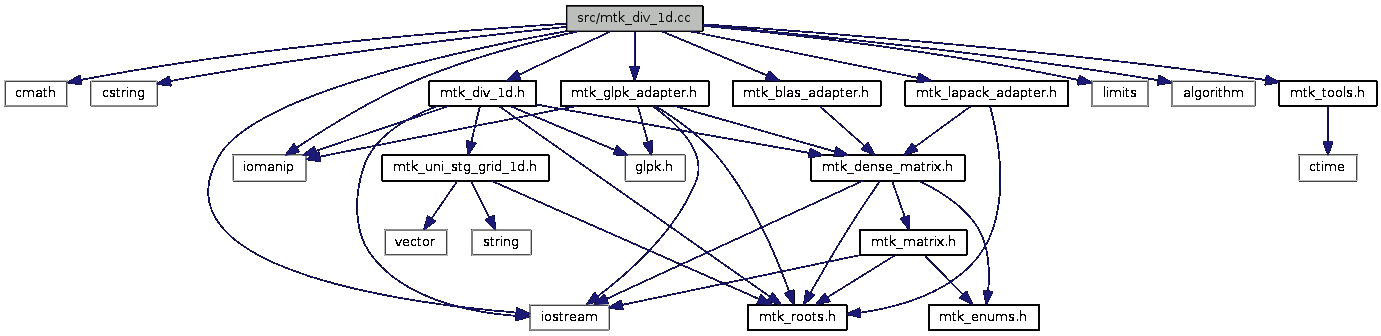 src/mtk_div_1d.cc
cmath
cstring
mtk_div_1d.h
mtk_glpk_adapter.h
mtk_blas_adapter.h
mtk_lapack_adapter.h
limits
algorithm
mtk_tools.h
iomanip
mtk_uni_stg_grid_1d.h
glpk.h
mtk_dense_matrix.h
ctime
vector
string
mtk_matrix.h
iostream
mtk_roots.h
mtk_enums.h